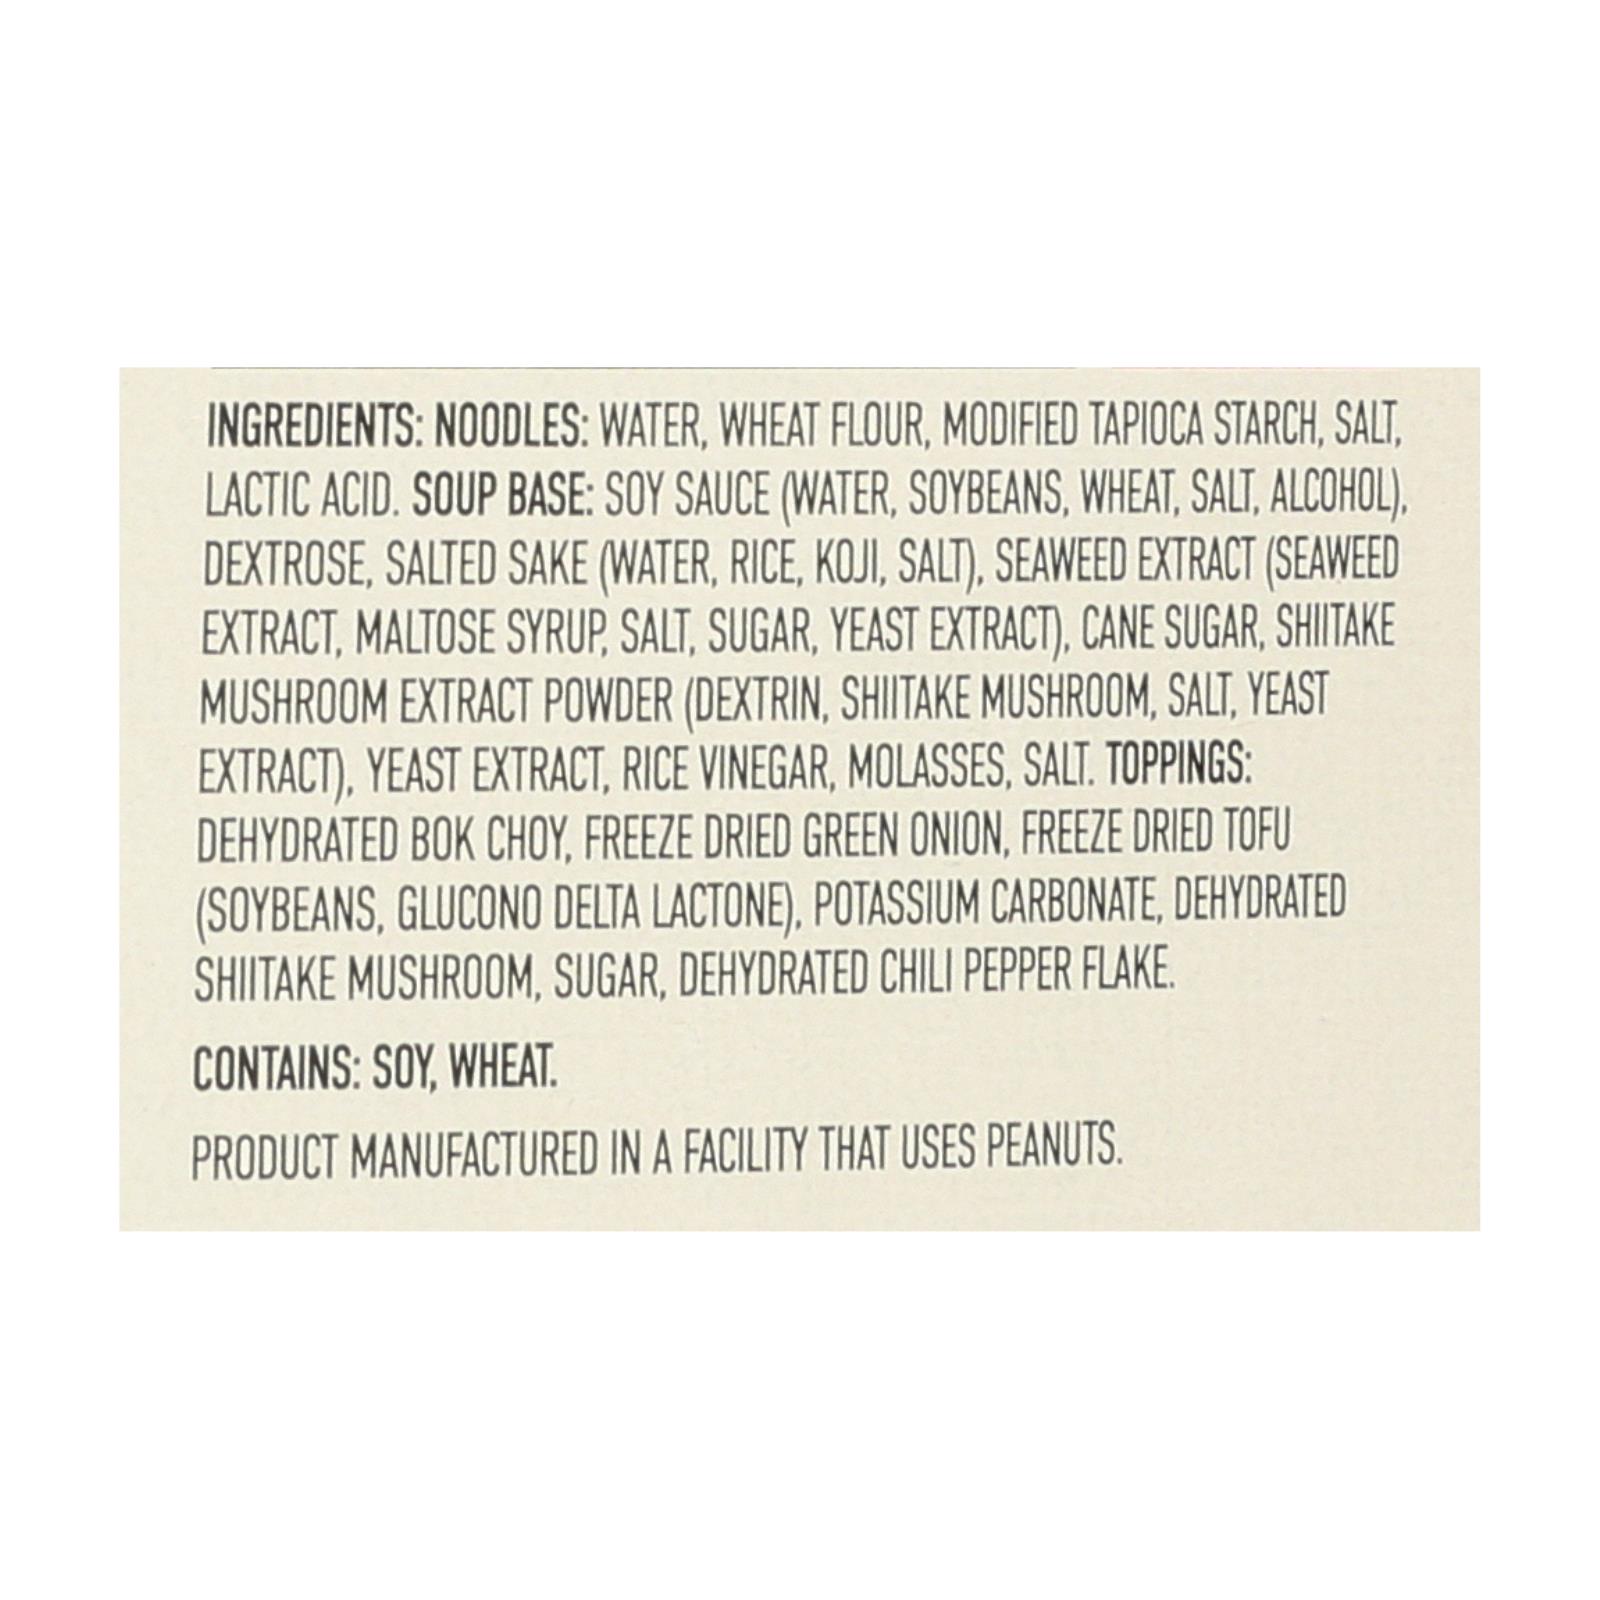 INGREDIENTS: NOODLES: WATER, WHEAT FLOUR, MODIFIED TAPIOCA STARCH, SALT,
LACTIC ACID. SOUP BASE: SOY SAUCE (WATER, SOYBEANS, WHEAT, SALT, ALCOHOL),
DEXTROSE, SALTED SAKE (WATER, RICE, KOJI, SALT), SEAWEED EXTRACT (SEAWEED
EXTRACT, MALTOSE SYRUP, SALT, SUGAR, YEAST EXTRACT), CANE SUGAR, SHIITAKE
MUSHROOM EXTRACT POWDER (DEXTRIN, SHIITAKE MUSHROOM, SALT, YEAST
EXTRACT), YEAST EXTRACT, RICE VINEGAR, MOLASSES, SALT. TOPPINGS:
DEHYDRATED BOK CHOY, FREEZE DRIED GREEN ONION, FREEZE DRIED TOFU
(SOYBEANS, GLUCONO DELTA LACTONE), POTASSIUM CARBONATE, DEHYDRATED
SHIITAKE MUSHROOM, SUGAR, DEHYDRATED CHILI PEPPER FLAKE.
CONTAINS: SOY, WHEAT.
PRODUCT MANUFACTURED IN A FACILITY THAT USES PEANUTS.